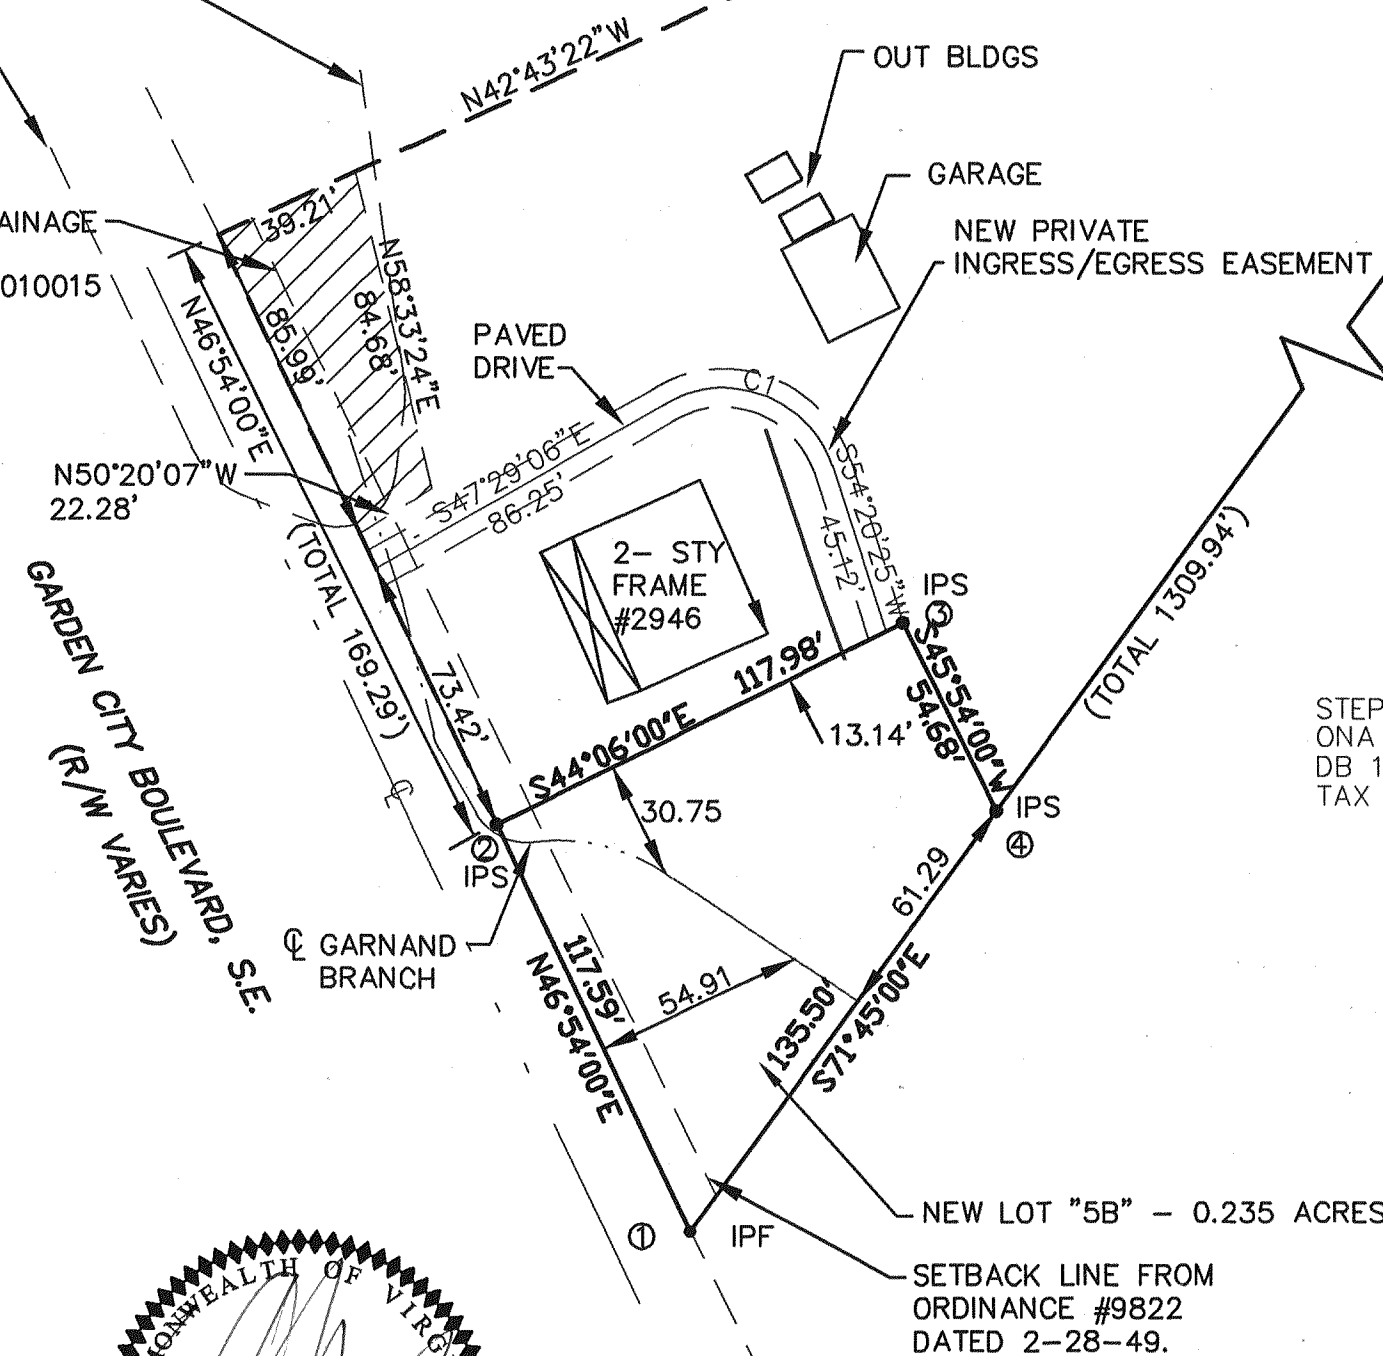 N42°43'22"W
OUT BLDGS
GARAGE
NEW PRIVATE
INGRESS/EGRESS EASEMENT
AINAGE
010015
39.21'
N58°33'24"E
84.68'
85.99'
N46°54'00"E
(TOTAL 169.29')
PAVED
DRIVE
C1
N50°20'07"W
22.28'
S47°29'06"E
86.25'
S54°20'25"W
45.12'
2- STY
FRAME
#2946
IPS
3
(TOTAL 1309.94')
GARDEN CITY BOULEVARD, S.E.
(R/W VARIES)
73.42'
117.98'
S44°06'00"E
13.14'
S45°54'00"W
54.68'
STEP
ONA
DB 1
TAX
30.75
IPS
4
2
IPS
℄
61.29
℄ GARNAND
BRANCH
117.59'
N46°54'00"E
54.91
135.50'
S71°45'00"E
NEW LOT "5B" - 0.235 ACRES
1
IPF
SETBACK LINE FROM
ORDINANCE #9822
DATED 2-28-49.
MONWEALTH OF VIRG